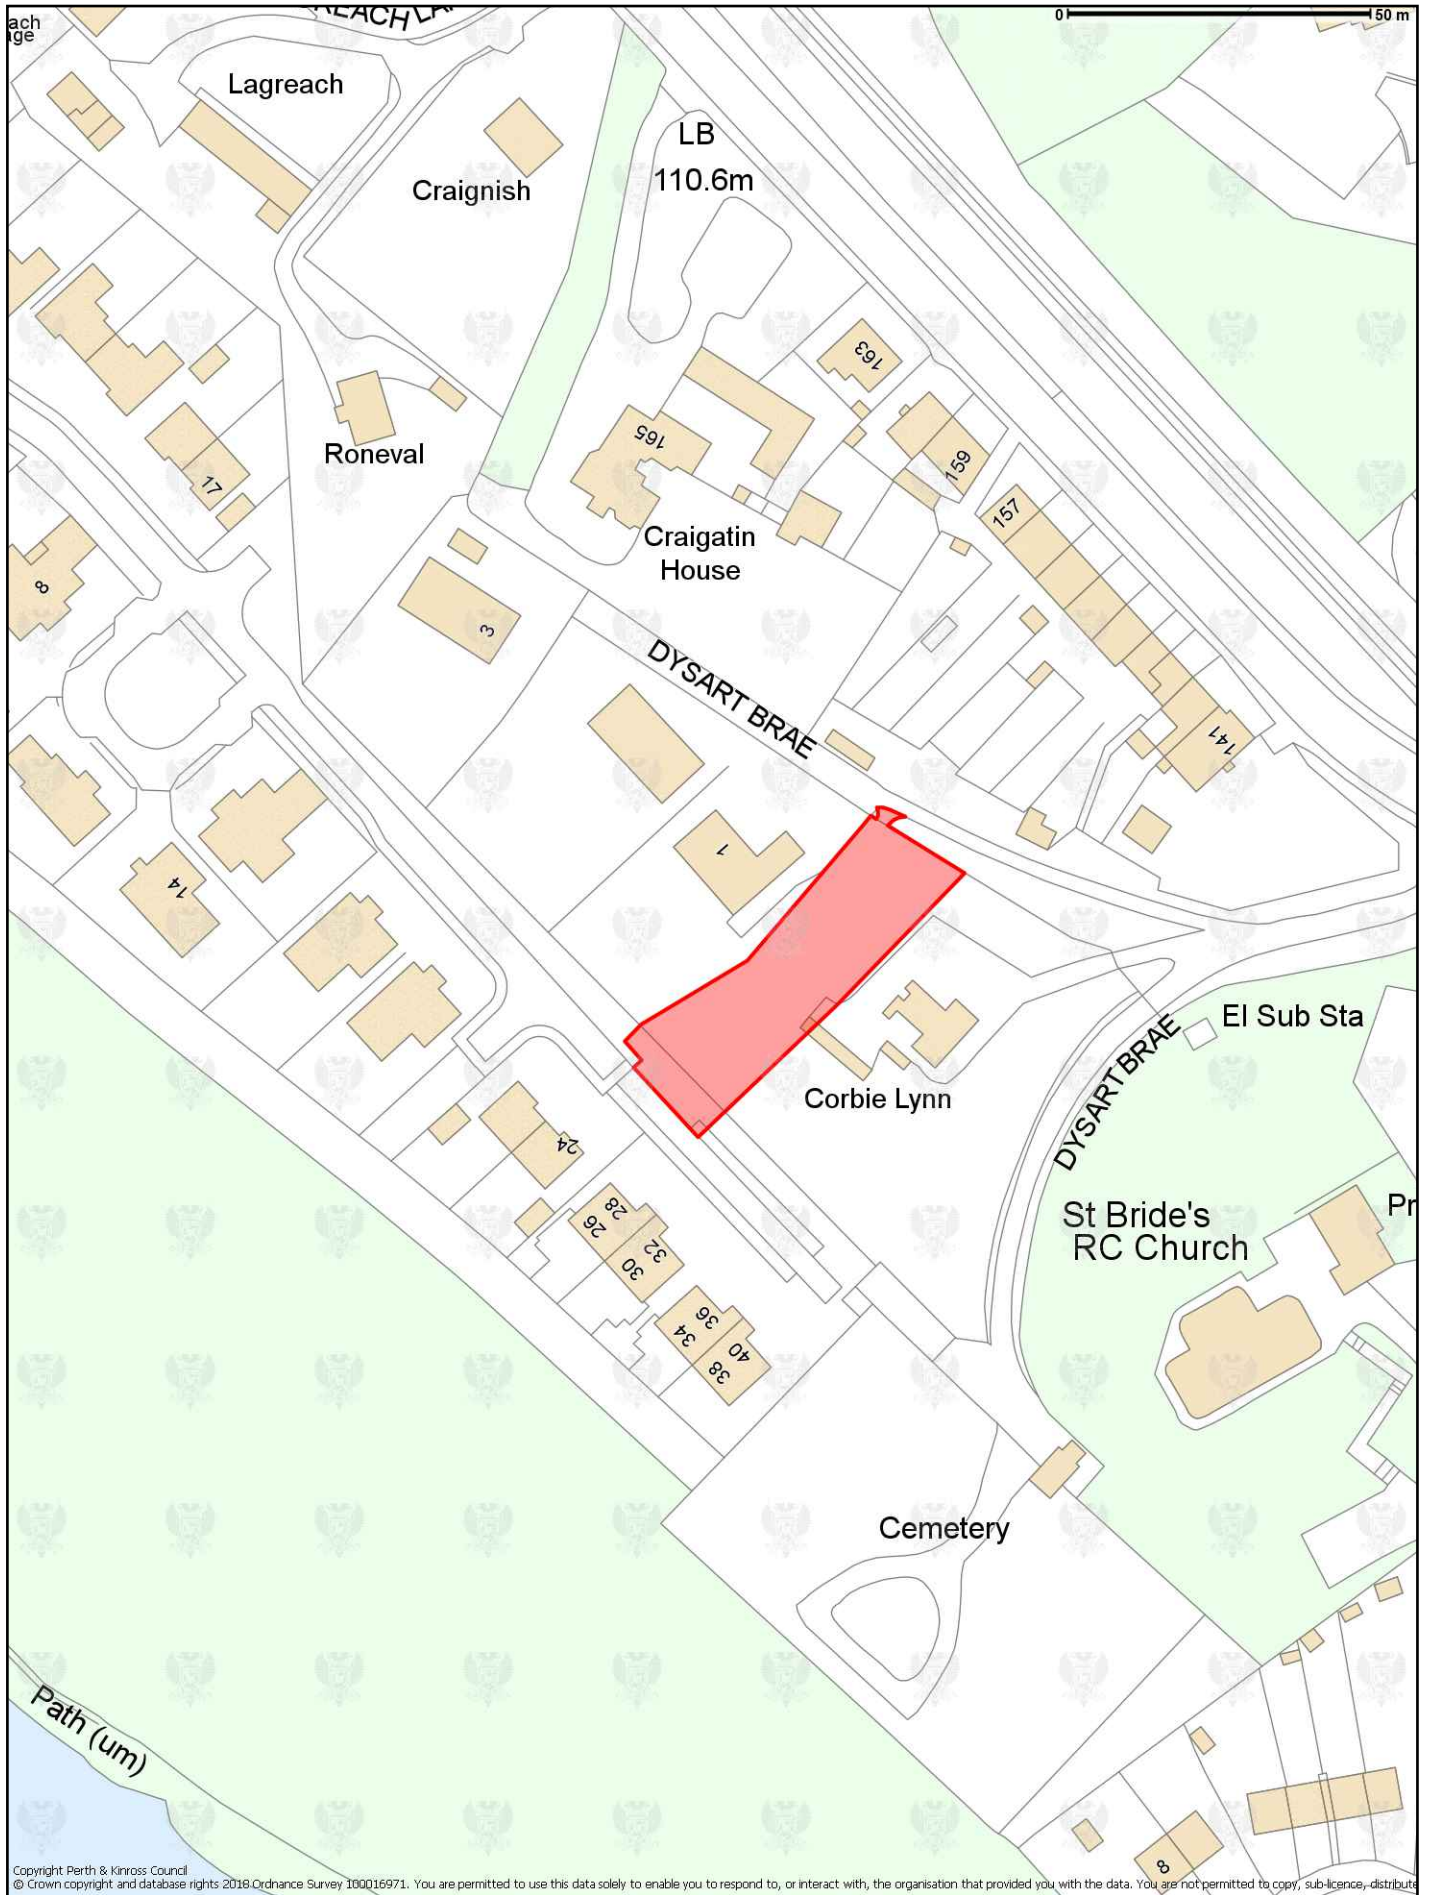 0
50 m
ach
Lagreach
LB
110.6m
Craignish
163
165
159
17
Roneval
157
Craigatin
House
8
3
DYSART BRAE
141
1
14
El Sub Sta
DYSART BRAE
Corbie Lynn
24
28
26
32
30
St Bride's
RC Church
Pr
36
34
40
38
Cemetery
Path (um)
8
Copyright Perth & Kinross Council
© Crown copyright and database rights 2018 Ordnance Survey 100016971. You are permitted to use this data solely to enable you to respond to, or interact with, the organisation that provided you with the data. You are not permitted to copy, sub-licence, distribute